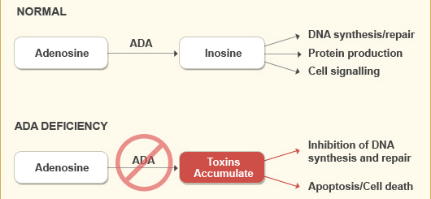 NORMAL
DNA synthesis/repair
Adenosine
ADA
Inosine
Protein production
Cell signalling
ADA DEFICIENCY
Adenosine
ADA
Toxins
Accumulate
Inhibition of DNA
synthesis and repair
Apoptosis/Cell death